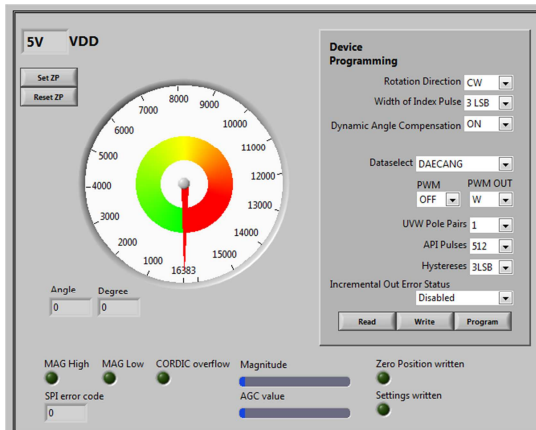 5V VDD
Set ZP
Reset ZP
8000
7000 9000
6000 10000
5000 11000
4000 12000
3000 13000
2000 14000
1000 15000
16383
Angle Degree
0 0
Device
Programming
Rotation Direction CW
Width of Index Pulse 3 LSB
Dynamic Angle Compensation ON
Dataselect DAECANG
PWM PWM OUT
OFF W
UVW Pole Pairs 1
API Pulses 512
Hystereses 3LSB
Incremental Out Error Status
Disabled
Read Write Program
MAG High MAG Low CORDIC overflow Magnitude Zero Position written
SPI error code AGC value Settings written
0